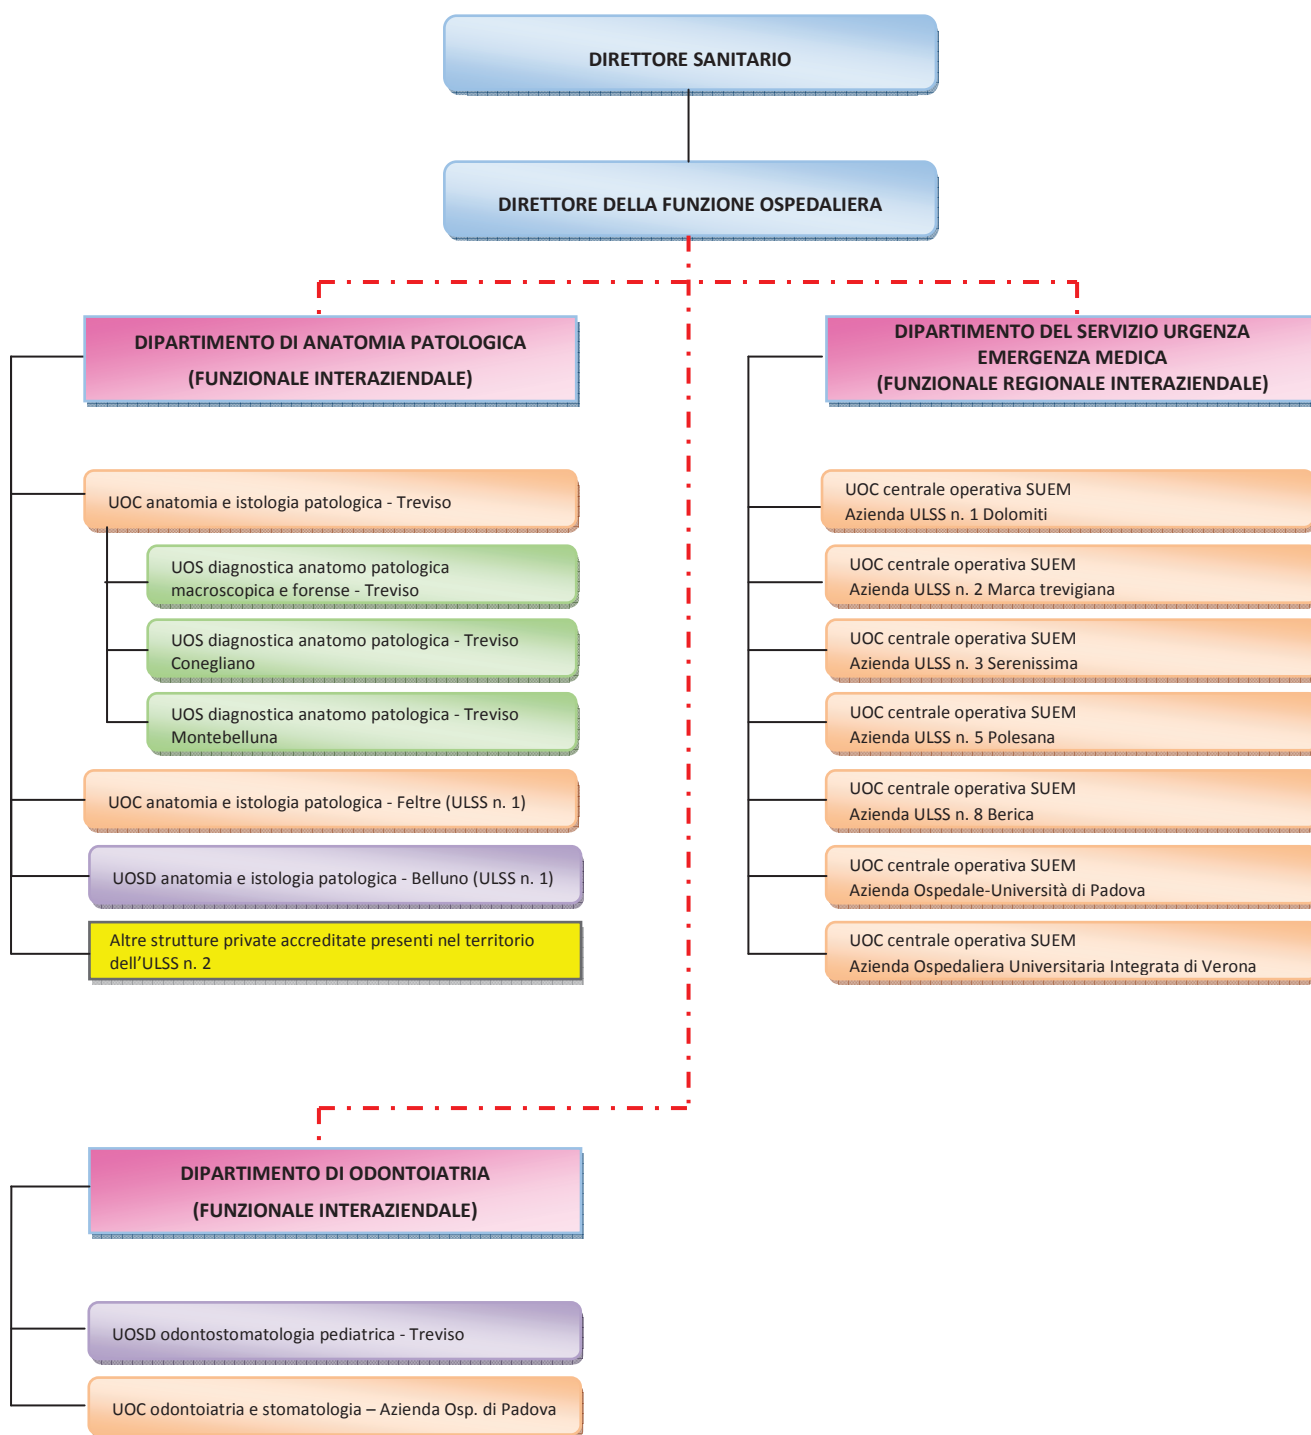 DIRETTORE SANITARIO
DIRETTORE DELLA FUNZIONE OSPEDALIERA
DIPARTIMENTO DI ANATOMIA PATOLOGICA
(FUNZIONALE INTERAZIENDALE)
UOC anatomia e istologia patologica - Treviso
UOS diagnostica anatomo patologica
macroscopica e forense - Treviso
UOS diagnostica anatomo patologica - Treviso
Conegliano
UOS diagnostica anatomo patologica - Treviso
Montebelluna
UOC anatomia e istologia patologica - Feltre (ULSS n. 1)
UOSD anatomia e istologia patologica - Belluno (ULSS n. 1)
Altre strutture private accreditate presenti nel territorio
dell’ULSS n. 2
DIPARTIMENTO DEL SERVIZIO URGENZA
EMERGENZA MEDICA
(FUNZIONALE REGIONALE INTERAZIENDALE)
UOC centrale operativa SUEM
Azienda ULSS n. 1 Dolomiti
UOC centrale operativa SUEM
Azienda ULSS n. 2 Marca trevigiana
UOC centrale operativa SUEM
Azienda ULSS n. 3 Serenissima
UOC centrale operativa SUEM
Azienda ULSS n. 5 Polesana
UOC centrale operativa SUEM
Azienda ULSS n. 8 Berica
UOC centrale operativa SUEM
Azienda Ospedale-Università di Padova
UOC centrale operativa SUEM
Azienda Ospedaliera Universitaria Integrata di Verona
DIPARTIMENTO DI ODONTOIATRIA
(FUNZIONALE INTERAZIENDALE)
UOSD odontostomatologia pediatrica - Treviso
UOC odontoiatria e stomatologia – Azienda Osp. di Padova